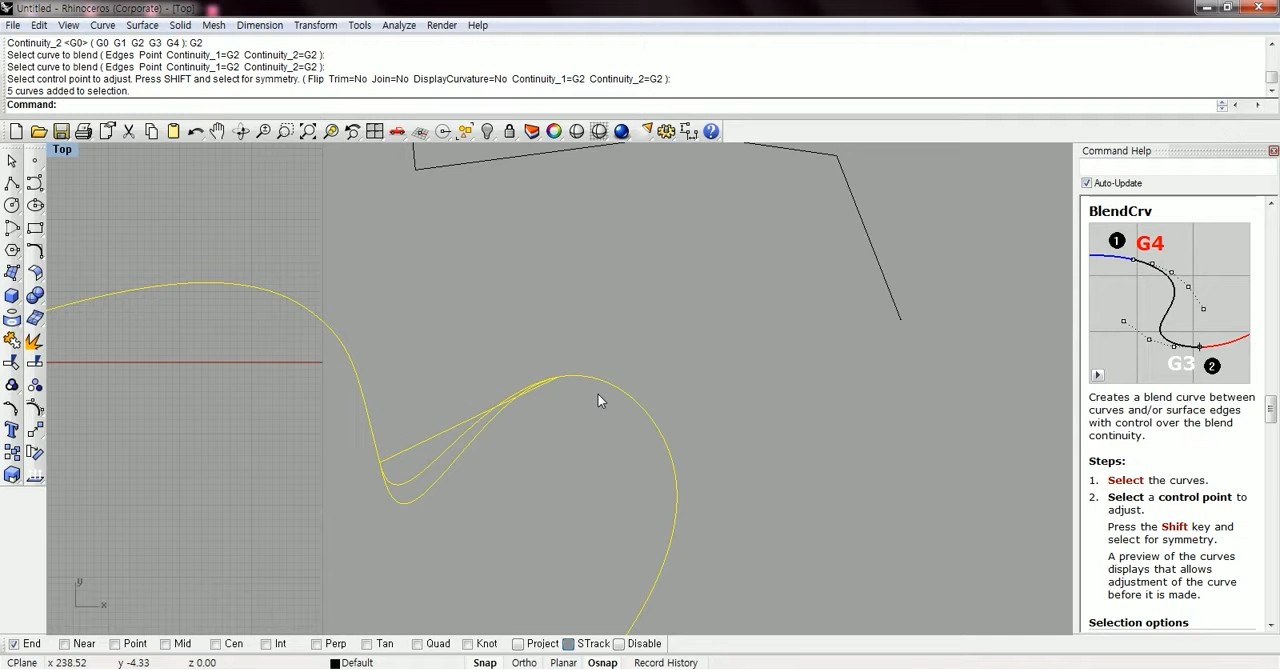 Untitled - Rhinoceros (Corporate) - [Top]
File Edit View Curve Surface Solid Mesh Dimension Transform Tools Analyze Render Help
Continuity_2 <G0> ( G0 G1 G2 G3 G4 ): G2
Select curve to blend ( Edges Point Continuity_1=G2 Continuity_2=G2 ):
Select curve to blend ( Edges Point Continuity_1=G2 Continuity_2=G2 ):
Select control point to adjust. Press SHIFT and select for symmetry. ( Flip Trim=No Join=No DisplayCurvature=No Continuity_1=G2 Continuity_2=G2 ):
5 curves added to selection.
Command:
Top
Command Help
Auto-Update
BlendCrv
1 G4
G3 2
Creates a blend curve between
curves and/or surface edges
with control over the blend
continuity.
Steps:
1. Select the curves.
2. Select a control point to
adjust.
Press the Shift key and
select for symmetry.
A preview of the curves
displays that allows
adjustment of the curve
before it is made.
Selection options
y
x
End Near Point Mid Cen Int Perp Tan Quad Knot Project STrack Disable
CPlane x 238.52 y -4.33 z 0.00 Default Snap Ortho Planar Osnap Record History